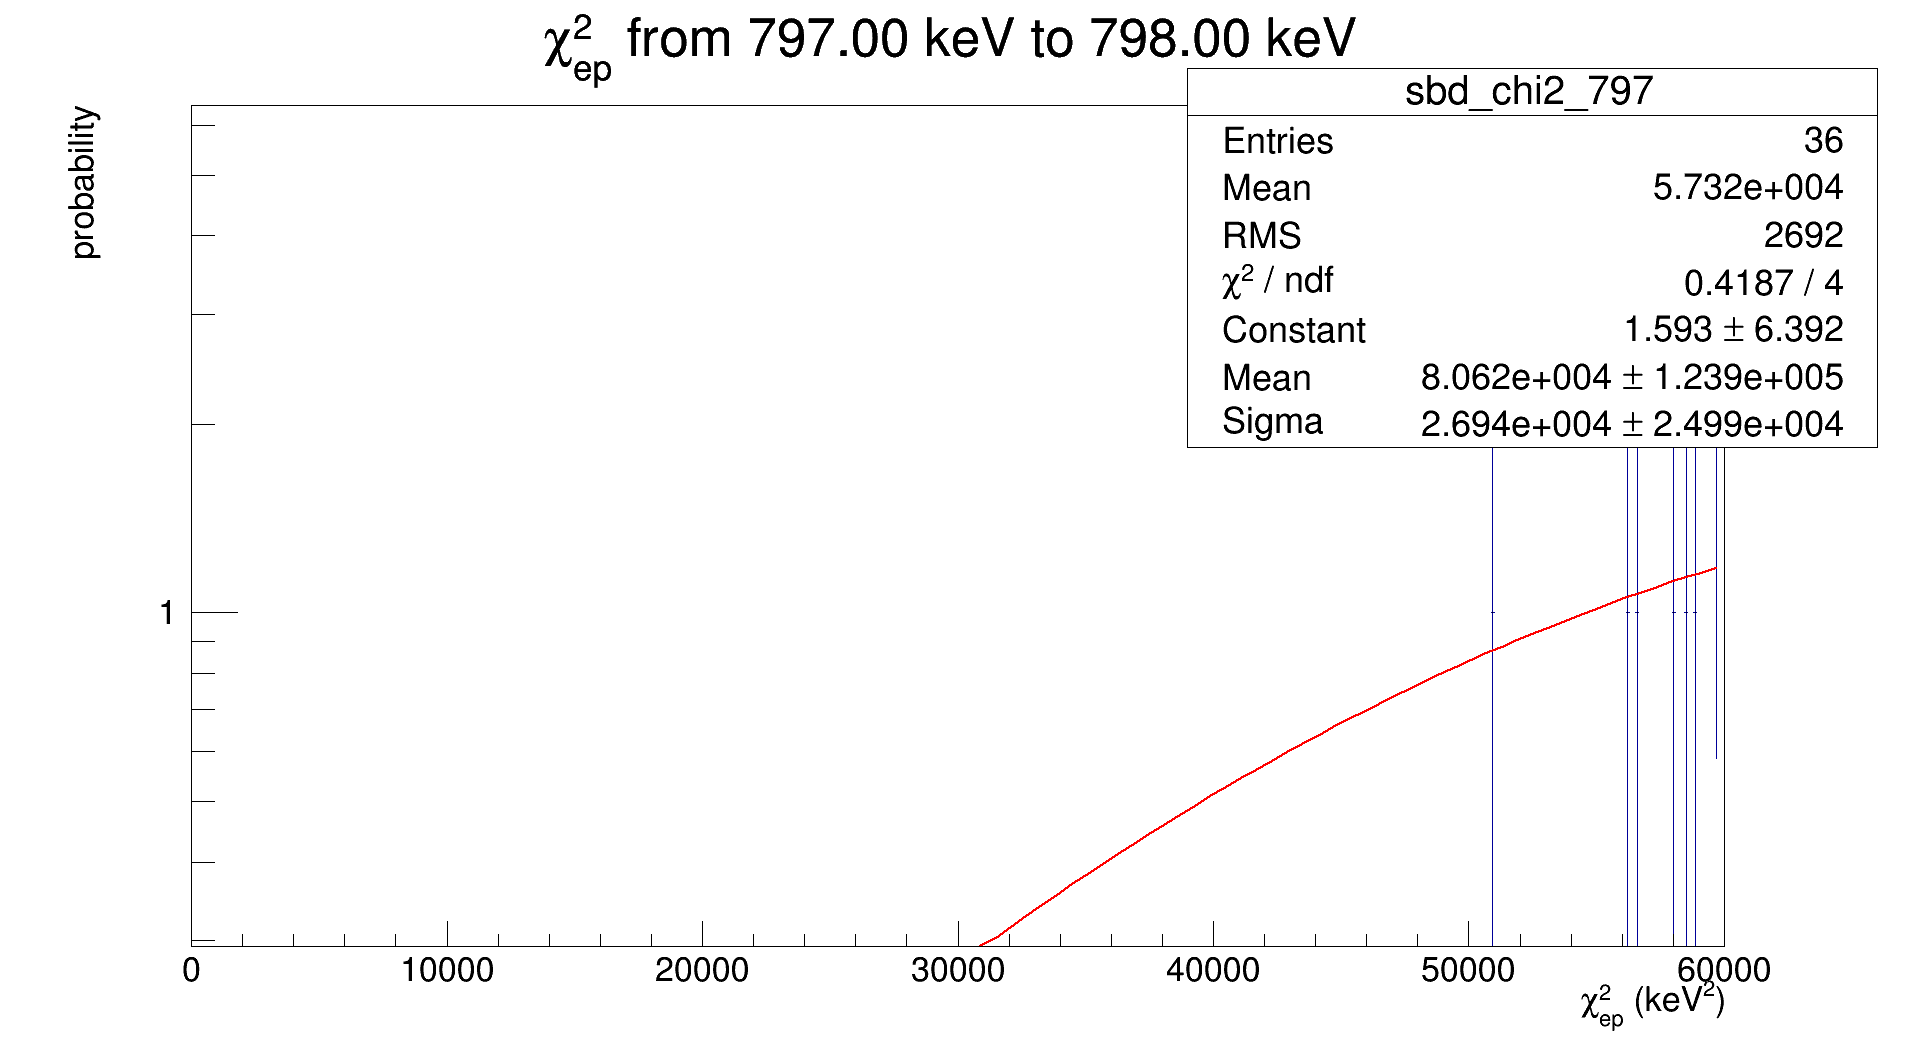 χ²ep from 797.00 keV to 798.00 keV
probability
sbd_chi2_797
Entries 36
Mean 5.732e+004
RMS 2692
χ² / ndf 0.4187 / 4
Constant 1.593 ± 6.392
Mean 8.062e+004 ± 1.239e+005
Sigma 2.694e+004 ± 2.499e+004
1
0 10000 20000 30000 40000 50000 60000
χ²ep (keV²)